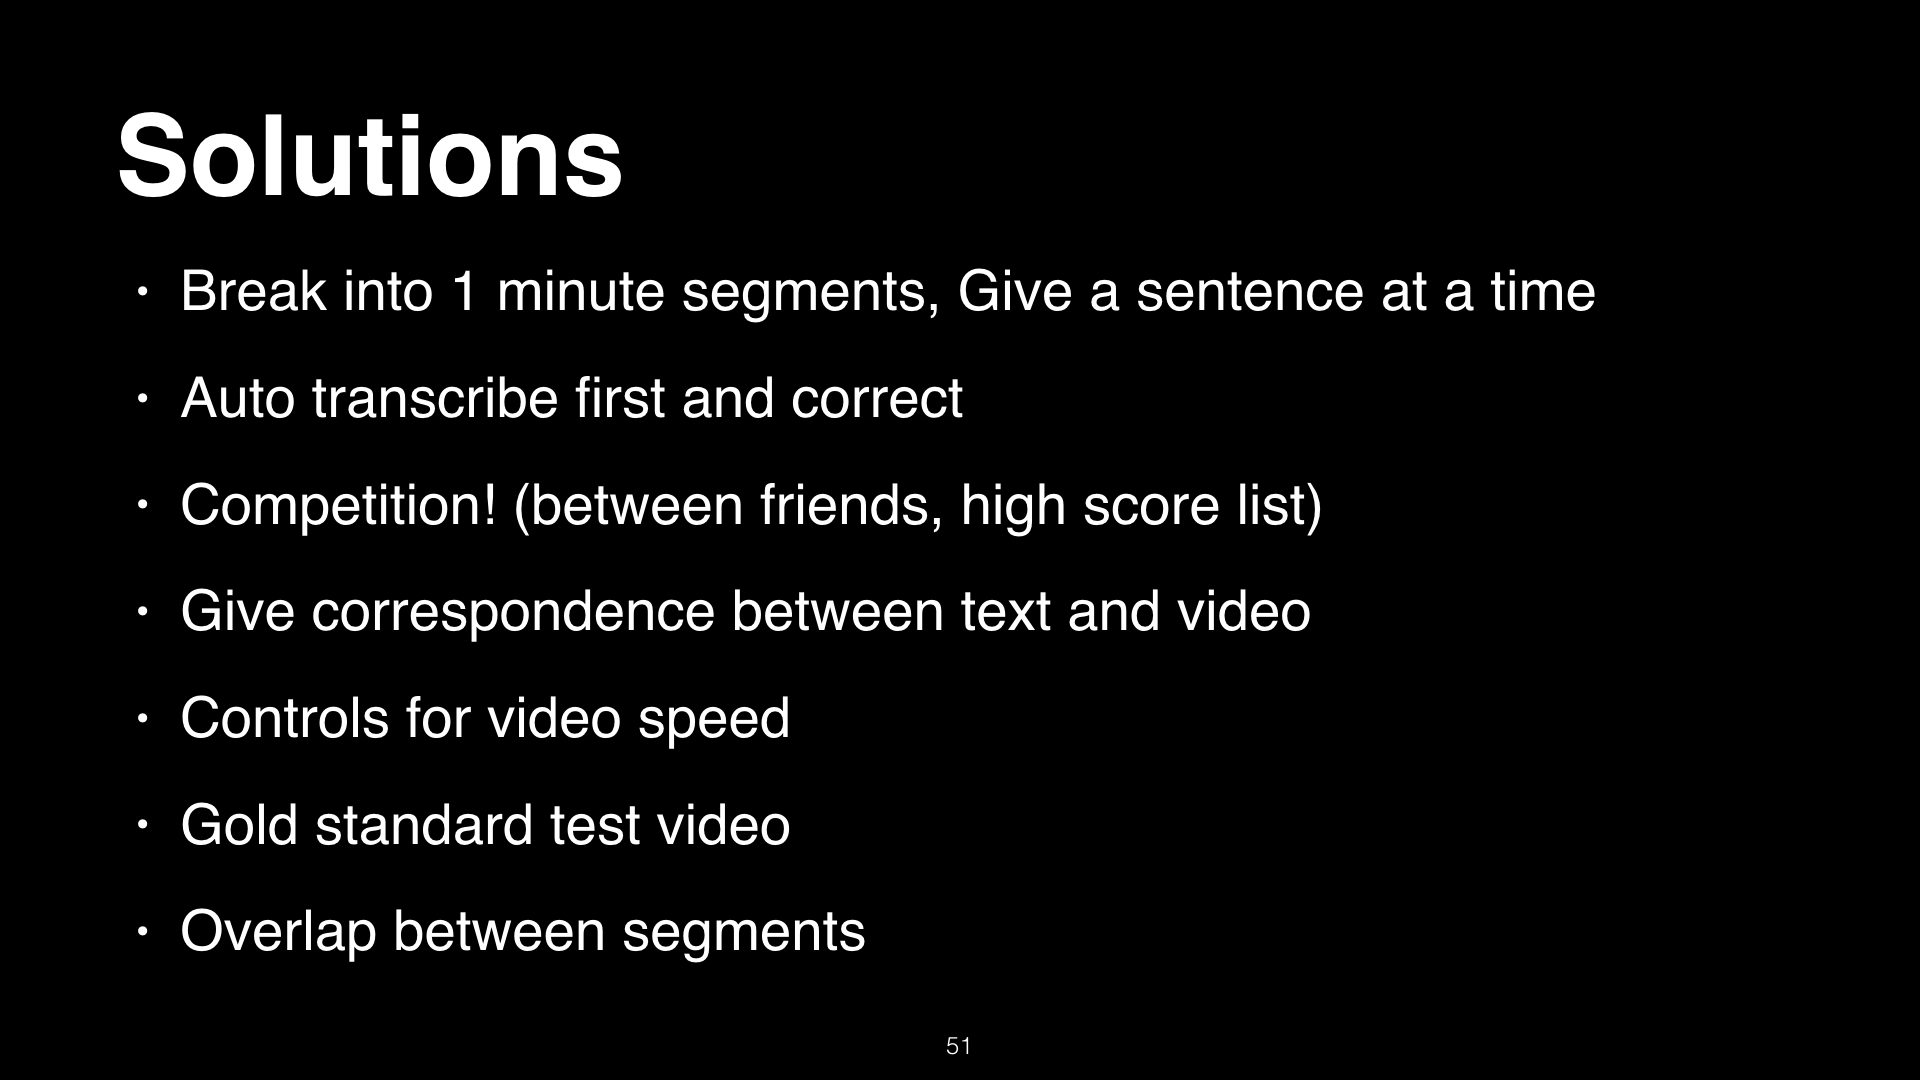 Solutions
• Break into 1 minute segments, Give a sentence at a time
• Auto transcribe first and correct
• Competition! (between friends, high score list)
• Give correspondence between text and video
• Controls for video speed
• Gold standard test video
• Overlap between segments
51